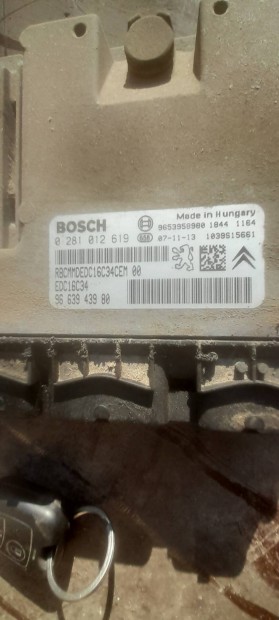 Made in Hungary
BOSCH 9653958980 1844 1164
0 281 012 619 07-11-13 1039S15661
RBCMMDEDC16C34CEM 00
EDC16C34
96 639 439 80